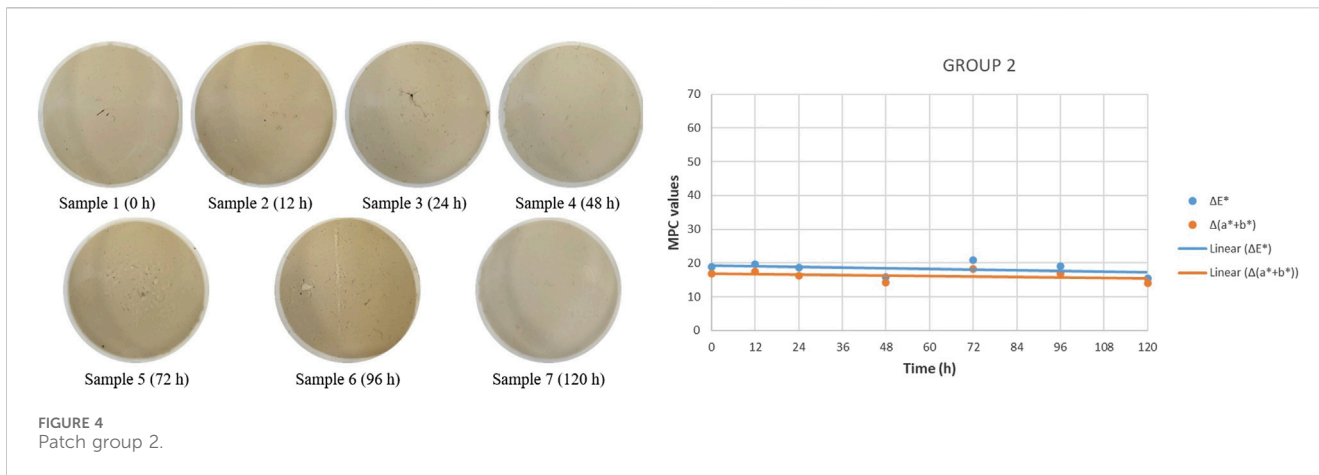 Sample 1 (0 h)
Sample 2 (12 h)
Sample 3 (24 h)
Sample 4 (48 h)
Sample 5 (72 h)
Sample 6 (96 h)
Sample 7 (120 h)
GROUP 2
MPC values
70
60
50
40
30
20
10
0
0 12 24 36 48 60 72 84 96 108 120
Time (h)
ΔE*
Δ(a*+b*)
Linear (ΔE*)
Linear (Δ(a*+b*))
FIGURE 4
Patch group 2.